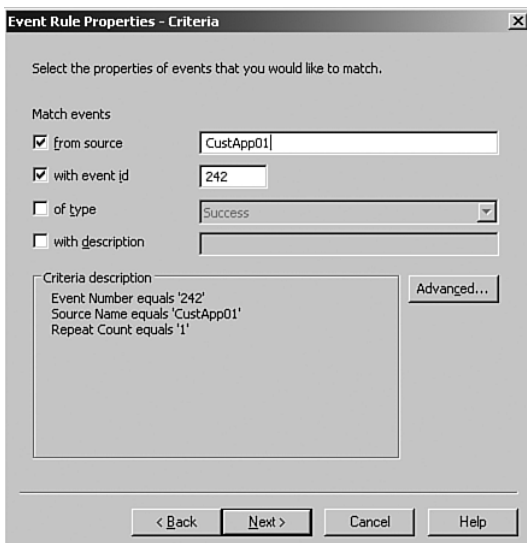 Event Rule Properties - Criteria
Select the properties of events that you would like to match.
Match events
from source
CustApp01
with event id
242
of type
Success
with description
Criteria description
Event Number equals '242'
Source Name equals 'CustApp01'
Repeat Count equals '1'
Advanced...
< Back
Next >
Cancel
Help